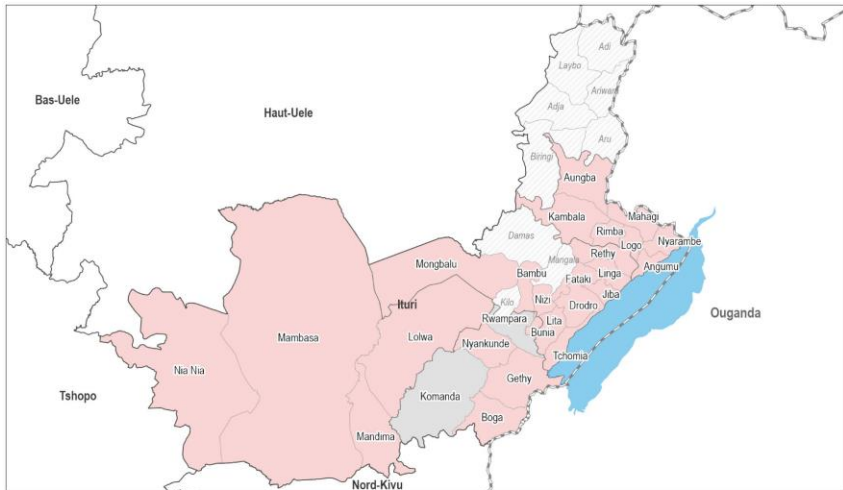 Adi
Laybo
Ariwara
Bas-Uele
Adja
Haut-Uele
Aru
Biringi
Aungba
Kambala
Mahagi
Damas
Rimba
Logo
Nyarambe
Rethy
Mangala
Mongbalu
Bambu
Linga
Angumu
Fataki
Nizi
Jiba
Kilo
Ituri
Drodro
Rwampara
Lita
Ouganda
Bunia
Mambasa
Lolwa
Nyankunde
Tchomia
Nia Nia
Gethy
Tshopo
Komanda
Boga
Mandima
Nord-Kivu